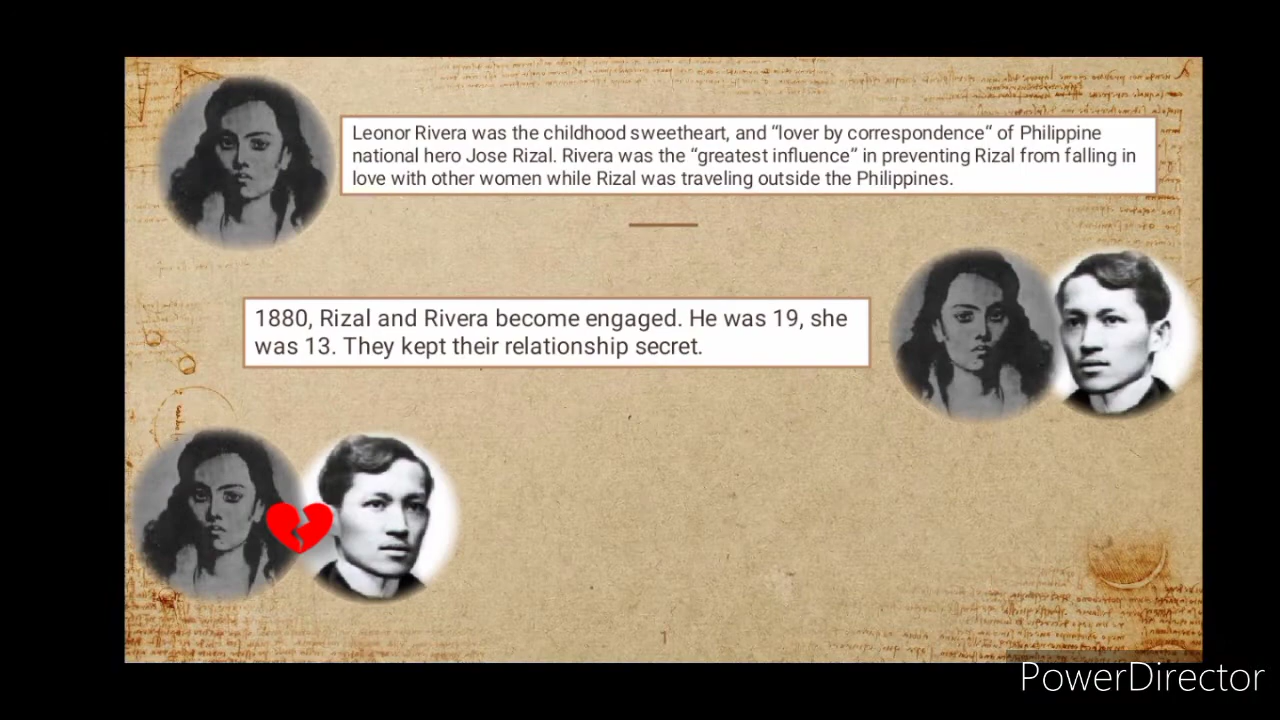 Leonor Rivera was the childhood sweetheart, and “lover by correspondence“ of Philippine
national hero Jose Rizal. Rivera was the “greatest influence” in preventing Rizal from falling in
love with other women while Rizal was traveling outside the Philippines.
1880, Rizal and Rivera become engaged. He was 19, she
was 13. They kept their relationship secret.
1
PowerDirector